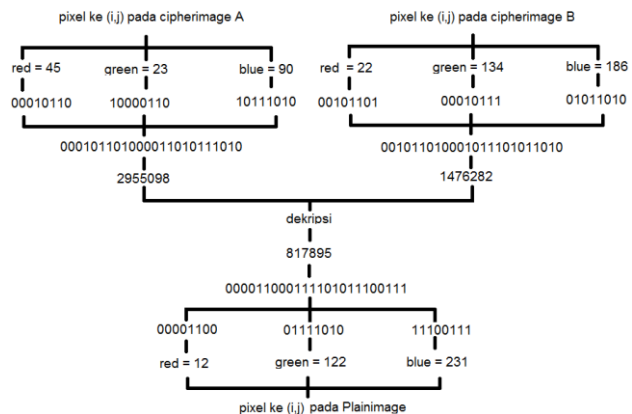 pixel ke (i,j) pada cipherimage A pixel ke (i,j) pada cipherimage B
red = 45 green = 23 blue = 90 red = 22 green = 134 blue = 186
00010110 10000110 10111010 00101101 00010111 01011010
000101101000011010111010 001011010001011101011010
2955098 1476282
dekripsi
817895
000011000111101011100111
00001100 01111010 11100111
red = 12 green = 122 blue = 231
pixel ke (i,j) pada Plainimage